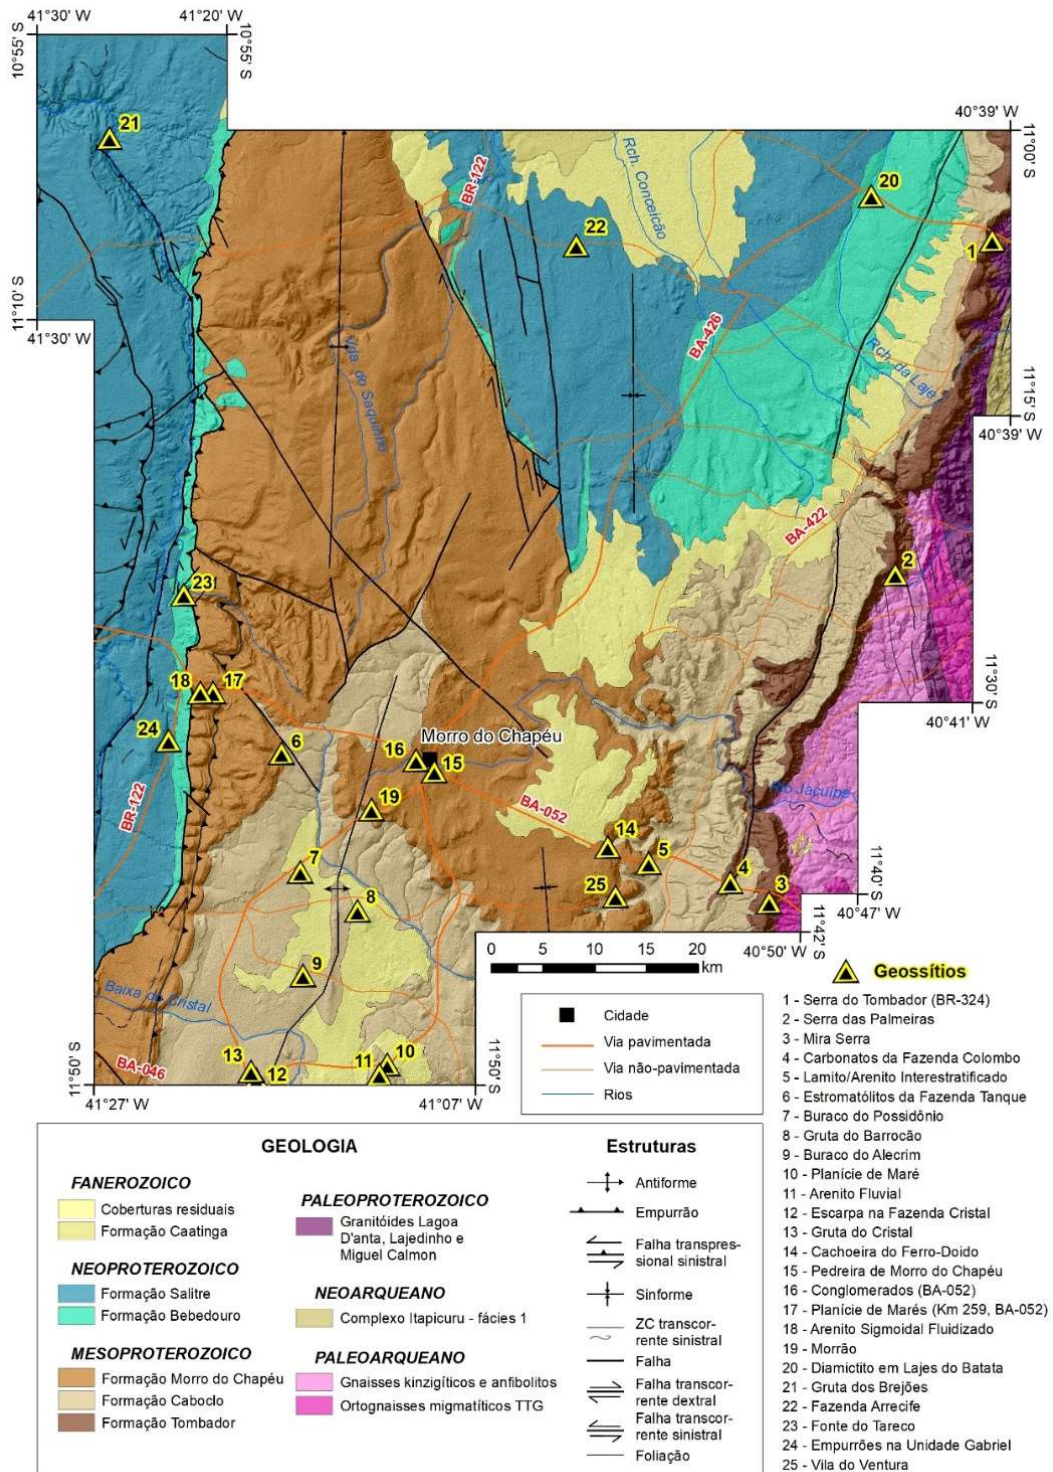 41°30' W
41°20' W
10°55' S
10°55' S
40°39' W
11°00' S
21
BR-122
Rch. Conceição
20
22
1
11°10' S
41°30' W
BA-426
Rch. da Laje
11°15' S
40°39' W
BA-422
2
23
11°30' S
40°41' W
18
17
24
6
Morro do Chapéu
16
15
BR-122
19
BA-052
Rio Jacuípe
14
5
7
4
25
3
8
11°40' S
40°47' W
11°42' S
40°50' W
0 5 10 15 20
km
9
Baixa do Cristal
Geossítios
BA-046
13
12
11
10
11°50' S
11°50' S
41°27' W
41°07' W
Cidade
Via pavimentada
Via não-pavimentada
Rios
1 - Serra do Tombador (BR-324)
2 - Serra das Palmeiras
3 - Mira Serra
4 - Carbonatos da Fazenda Colombo
5 - Lamito/Arenito Interestratificado
6 - Estromatólitos da Fazenda Tanque
7 - Buraco do Possidônio
8 - Gruta do Barrocão
9 - Buraco do Alecrim
10 - Planície de Maré
11 - Arenito Fluvial
12 - Escarpa na Fazenda Cristal
13 - Gruta do Cristal
14 - Cachoeira do Ferro-Doido
15 - Pedreira de Morro do Chapéu
16 - Conglomerados (BA-052)
17 - Planície de Marés (Km 259, BA-052)
18 - Arenito Sigmoidal Fluidizado
19 - Morrão
20 - Diamictito em Lajes do Batata
21 - Gruta dos Brejões
22 - Fazenda Arrecife
23 - Fonte do Tareco
24 - Empurrões na Unidade Gabriel
25 - Vila do Ventura
GEOLOGIA
FANEROZOICO
Coberturas residuais
Formação Caatinga
NEOPROTEROZOICO
Formação Salitre
Formação Bebedouro
MESOPROTEROZOICO
Formação Morro do Chapéu
Formação Caboclo
Formação Tombador
PALEOPROTEROZOICO
Granitóides Lagoa
D'anta, Lajedinho e
Miguel Calmon
NEOARQUEANO
Complexo Itapicuru - fácies 1
PALEOARQUEANO
Gnaisses kinzigíticos e anfibolitos
Ortognaisses migmatíticos TTG
Estruturas
Antiforme
Empurrão
Falha transpres-
sional sinistral
Sinforme
ZC transcor-
rente sinistral
Falha
Falha transcor-
rente dextral
Falha transcor-
rente sinistral
Foliação